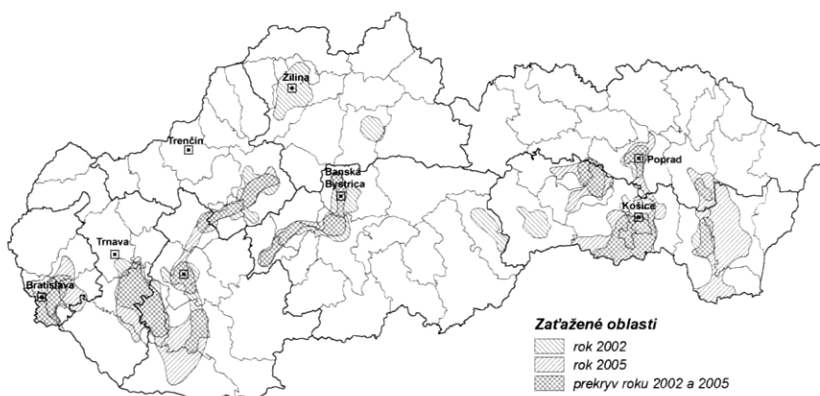 Žilina
Trenčín
Poprad
Banská
Bystrica
Košice
Trnava
Bratislava
Zaťažené oblasti
rok 2002
rok 2005
prekryv roku 2002 a 2005